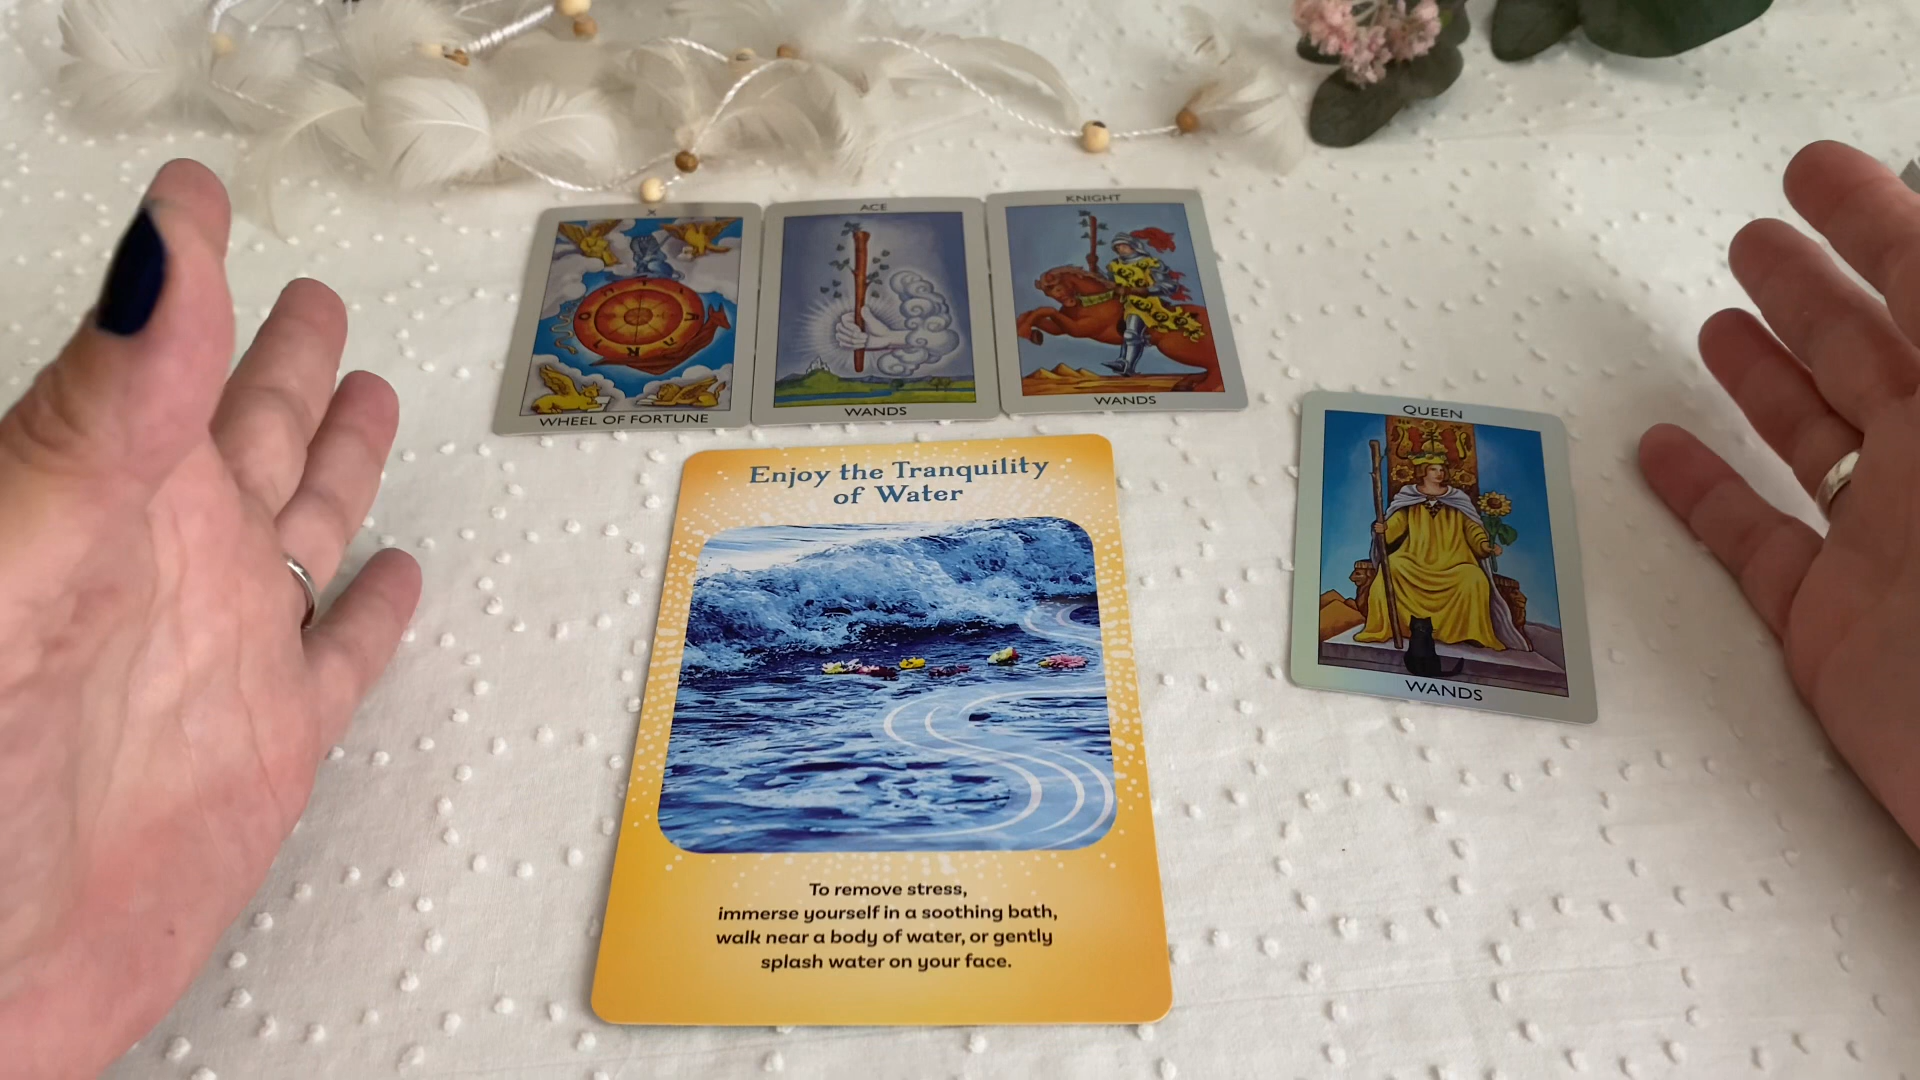 X
WHEEL OF FORTUNE
ACE
WANDS
KNIGHT
WANDS
QUEEN
WANDS
Enjoy the Tranquility
of Water
To remove stress,
immerse yourself in a soothing bath,
walk near a body of water, or gently
splash water on your face.